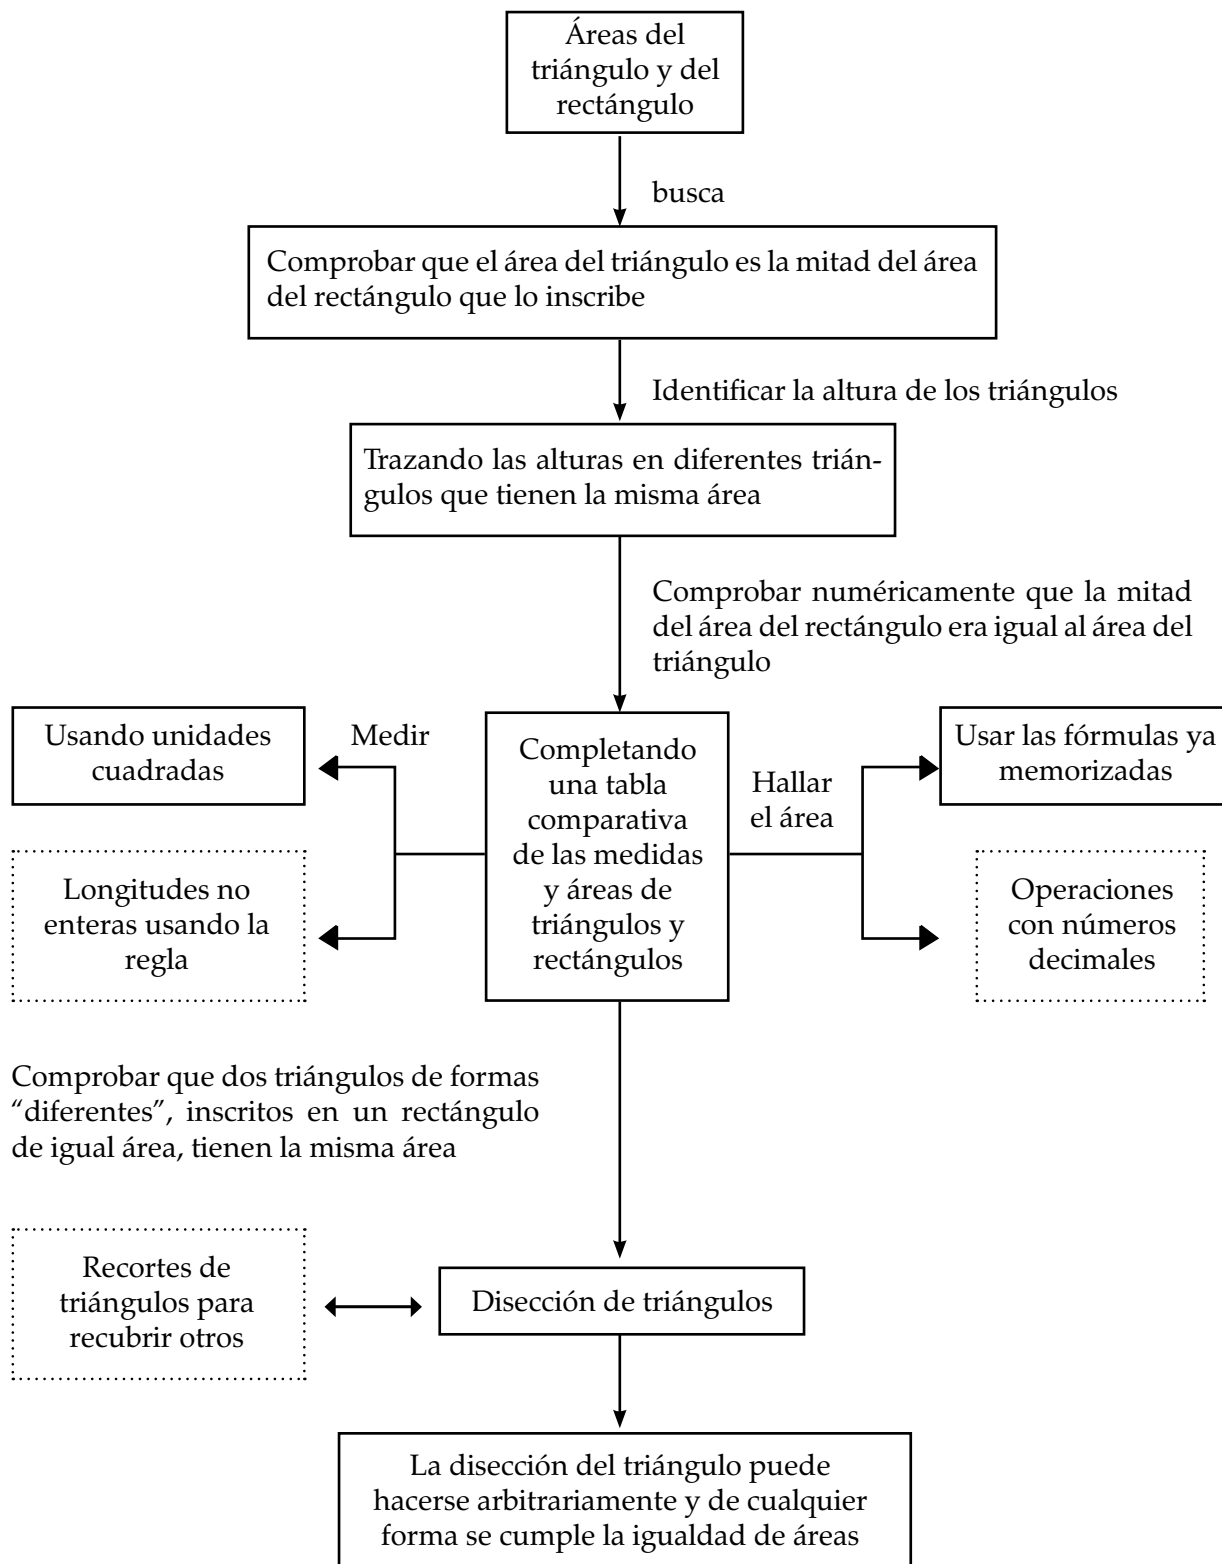 Áreas del
triángulo y del
rectángulo
busca
Comprobar que el área del triángulo es la mitad del área
del rectángulo que lo inscribe
Identificar la altura de los triángulos
Trazando las alturas en diferentes trián-
gulos que tienen la misma área
Comprobar numéricamente que la mitad
del área del rectángulo era igual al área del
triángulo
Usando unidades
cuadradas
Medir
Longitudes no
enteras usando la
regla
Completando
una tabla
comparativa
de las medidas
y áreas de
triángulos y
rectángulos
Hallar
el área
Usar las fórmulas ya
memorizadas
Operaciones
con números
decimales
Comprobar que dos triángulos de formas
“diferentes”, inscritos en un rectángulo
de igual área, tienen la misma área
Recortes de
triángulos para
recubrir otros
Disección de triángulos
La disección del triángulo puede
hacerse arbitrariamente y de cualquier
forma se cumple la igualdad de áreas